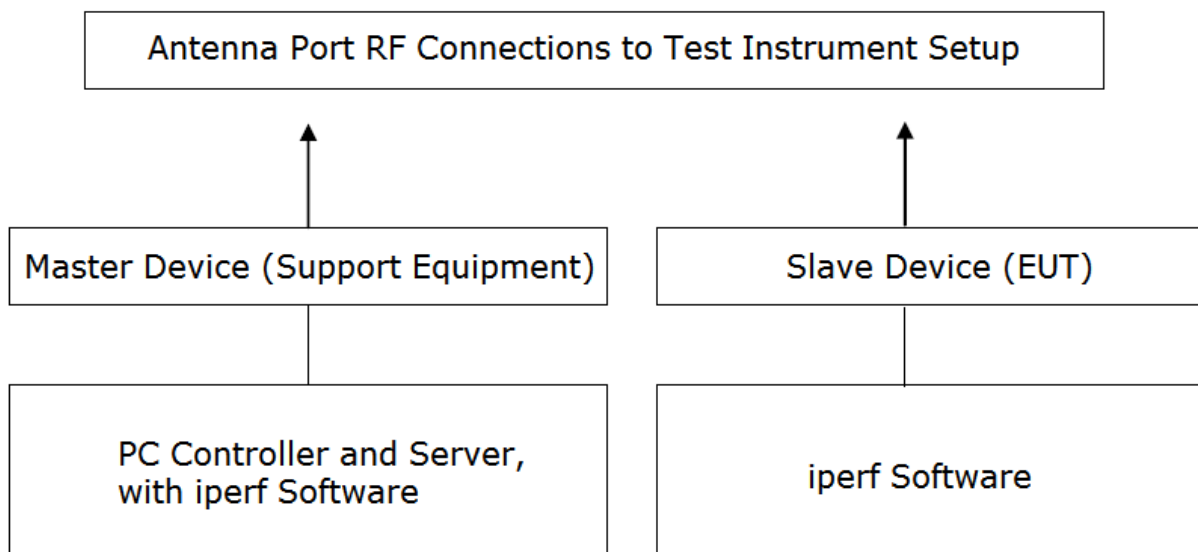 Antenna Port RF Connections to Test Instrument Setup
Master Device (Support Equipment)
Slave Device (EUT)
PC Controller and Server,
with iperf Software
iperf Software